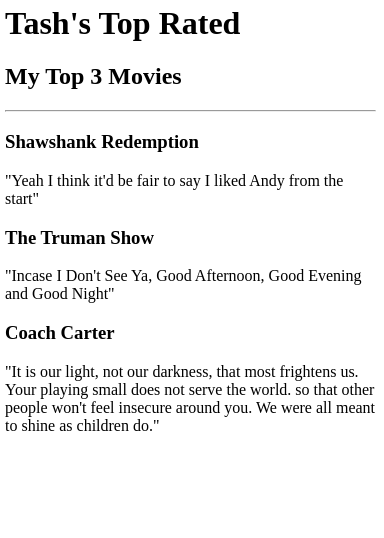 Tash's Top Rated
My Top 3 Movies
Shawshank Redemption
"Yeah I think it'd be fair to say I liked Andy from the
start"
The Truman Show
"Incase I Don't See Ya, Good Afternoon, Good Evening
and Good Night"
Coach Carter
"It is our light, not our darkness, that most frightens us.
Your playing small does not serve the world. so that other
people won't feel insecure around you. We were all meant
to shine as children do."